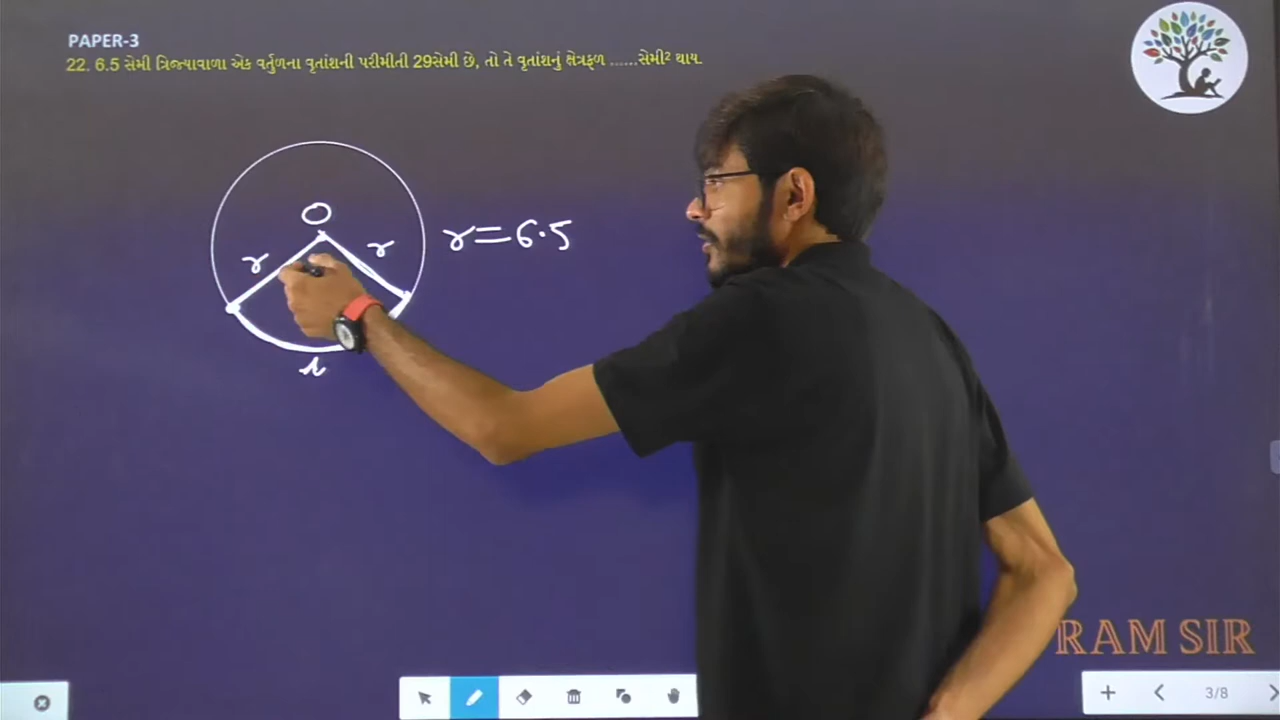 PAPER-3
22. 6.5 સેમી ત્રિજ્યાવાળા એક વર્તુળના વૃતાંશની પરીમીતી 29સેમી છે, તો તે વૃતાંશનું ક્ષેત્રફળ ......સેમી² થાય.
O
r r r=6.5
l
RAM SIR
3/8